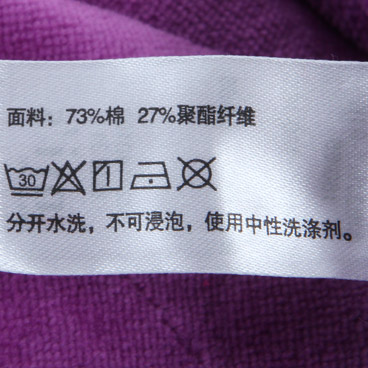 面料：73%棉 27%聚酯纤维
30
分开水洗，不可浸泡，使用中性洗涤剂。